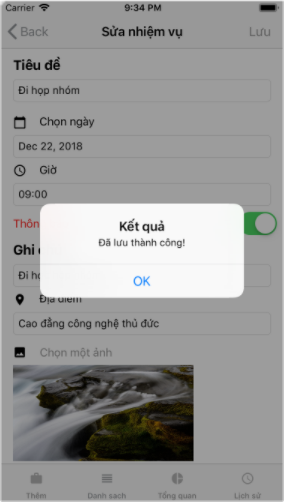 Carrier 9:34 PM
Back Sửa nhiệm vụ Lưu
Tiêu đề
Đi họp nhóm
Chọn ngày
Dec 22, 2018
Giờ
09:00
Thôn
Kết quả
Đã lưu thành công!
OK
Ghi
Đi họ
Địa điểm
Cao đẳng công nghệ thủ đức
Chọn một ảnh
Thêm Danh sach Tổng quan Lịch sử